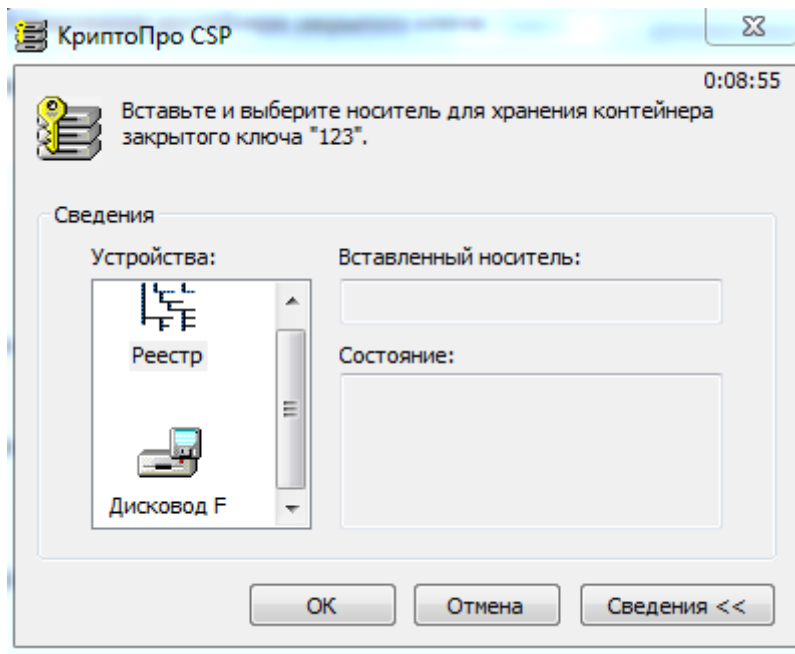 КриптоПро CSP
0:08:55
Вставьте и выберите носитель для хранения контейнера
закрытого ключа "123".
Сведения
Устройства:
Вставленный носитель:
Реестр
Состояние:
Дисковод F
ОК
Отмена
Сведения <<